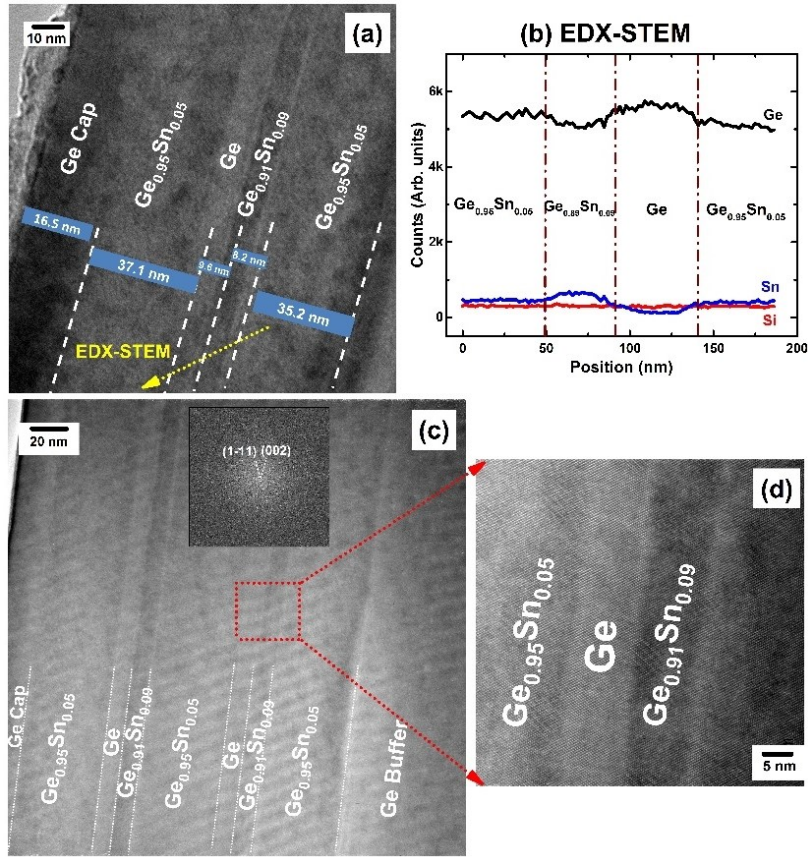 10 nm
(a)
Ge Cap
Ge0.95Sn0.05
Ge
Ge0.91Sn0.09
Ge0.95Sn0.05
16.5 nm
37.1 nm
9.6 nm
8.2 nm
35.2 nm
EDX-STEM
(b) EDX-STEM
Counts (Arb. units)
6k
4k
2k
0
Ge
Ge0.95Sn0.05
Ge0.89Sn0.09
Ge
Ge0.95Sn0.05
Sn
Si
0
50
100
150
200
Position (nm)
20 nm
(c)
(1-11) (002)
Ge Cap
Ge0.95Sn0.05
Ge
Ge0.91Sn0.09
Ge0.95Sn0.05
Ge
Ge0.91Sn0.09
Ge0.95Sn0.05
Ge Buffer
(d)
Ge0.95Sn0.05
Ge
Ge0.91Sn0.09
5 nm